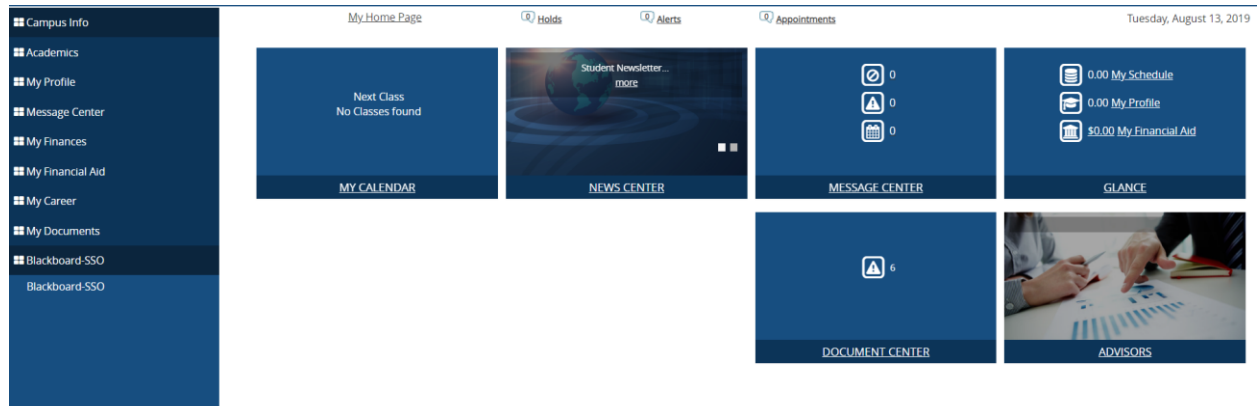 Campus Info
Academics
My Profile
Message Center
My Finances
My Financial Aid
My Career
My Documents
Blackboard-SSO
Blackboard-SSO
My Home Page
0 Holds
0 Alerts
0 Appointments
Tuesday, August 13, 2019
Next Class
No Classes found
MY CALENDAR
Student Newsletter...
more
NEWS CENTER
0
0
0
MESSAGE CENTER
0.00 My Schedule
0.00 My Profile
$0.00 My Financial Aid
GLANCE
6
DOCUMENT CENTER
ADVISORS